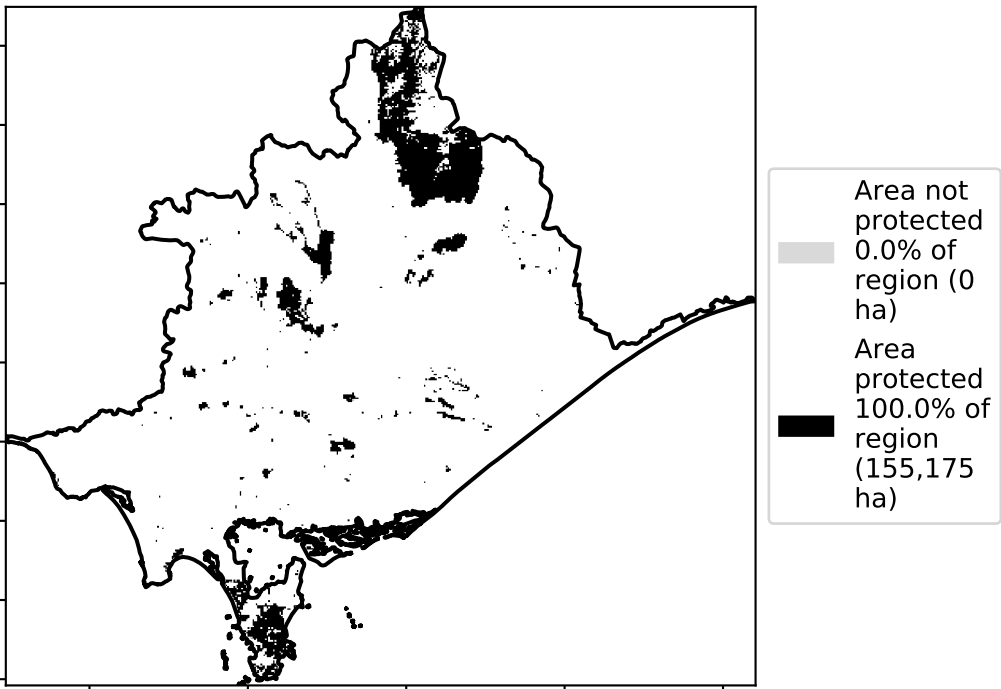 Area not
protected
0.0% of
region (0
ha)
Area
protected
100.0% of
region
(155,175
ha)